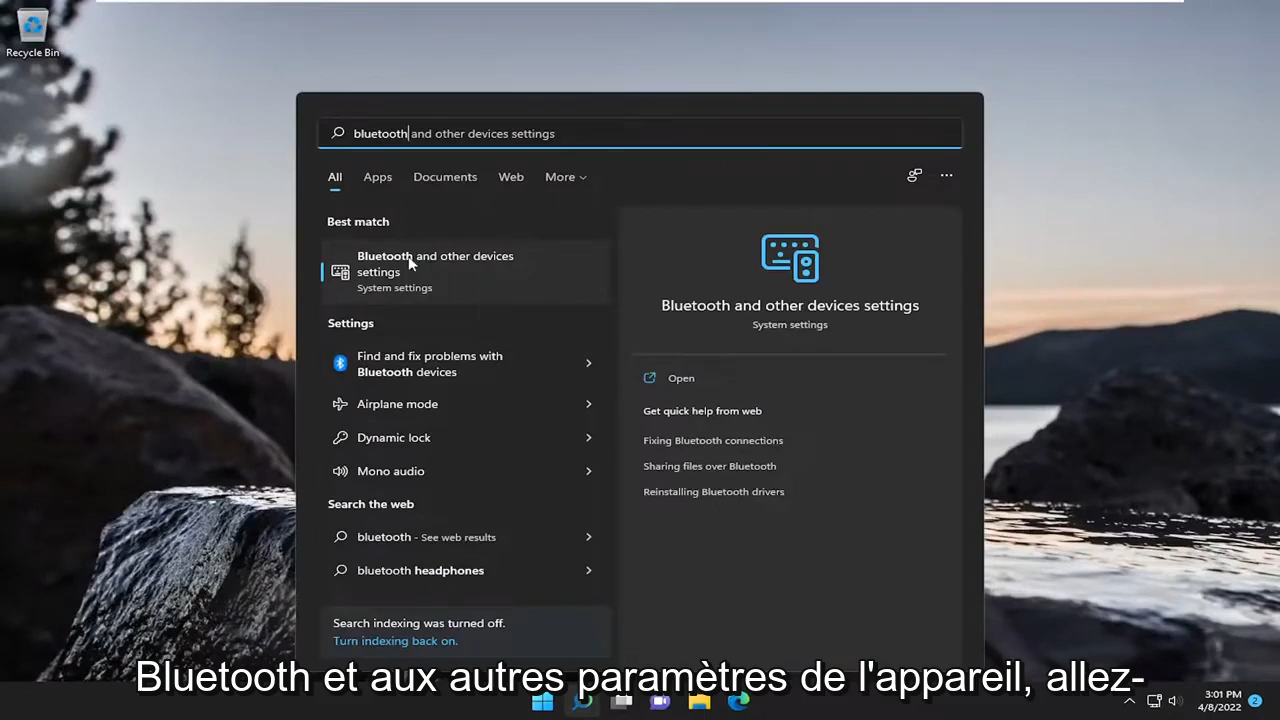 Recycle Bin
bluetooth and other devices settings
All Apps Documents Web More
Best match
Bluetooth and other devices
settings
System settings
Settings
Find and fix problems with
Bluetooth devices
Airplane mode
Dynamic lock
Mono audio
Search the web
bluetooth - See web results
bluetooth headphones
Search indexing was turned off.
Turn indexing back on.
Bluetooth and other devices settings
System settings
Open
Get quick help from web
Fixing Bluetooth connections
Sharing files over Bluetooth
Reinstalling Bluetooth drivers
Bluetooth et aux autres paramètres de l'appareil, allez-
3:01 PM
4/8/2022
2